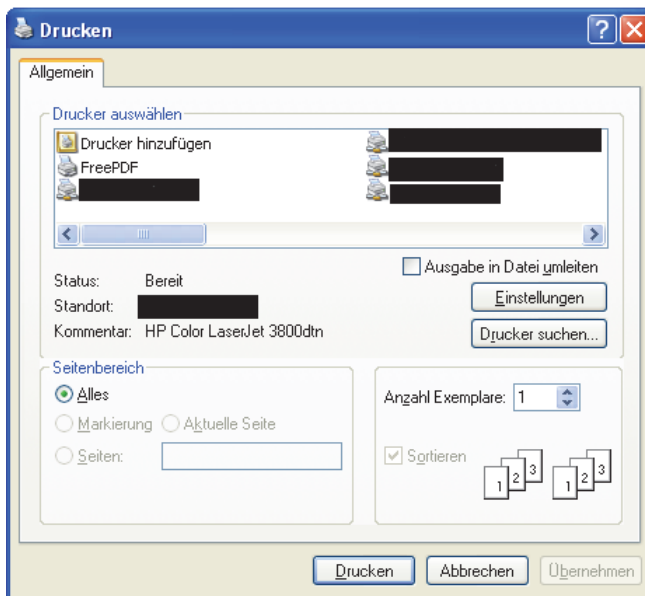 Drucken
Allgemein
Drucker auswählen
Drucker hinzufügen
FreePDF
Status: Bereit
Ausgabe in Datei umleiten
Standort:
Einstellungen
Kommentar: HP Color LaserJet 3800dtn
Drucker suchen...
Seitenbereich
Alles
Anzahl Exemplare: 1
Markierung Aktuelle Seite
Seiten:
Sortieren
1 2 3 1 2 3
Drucken Abbrechen Übernehmen